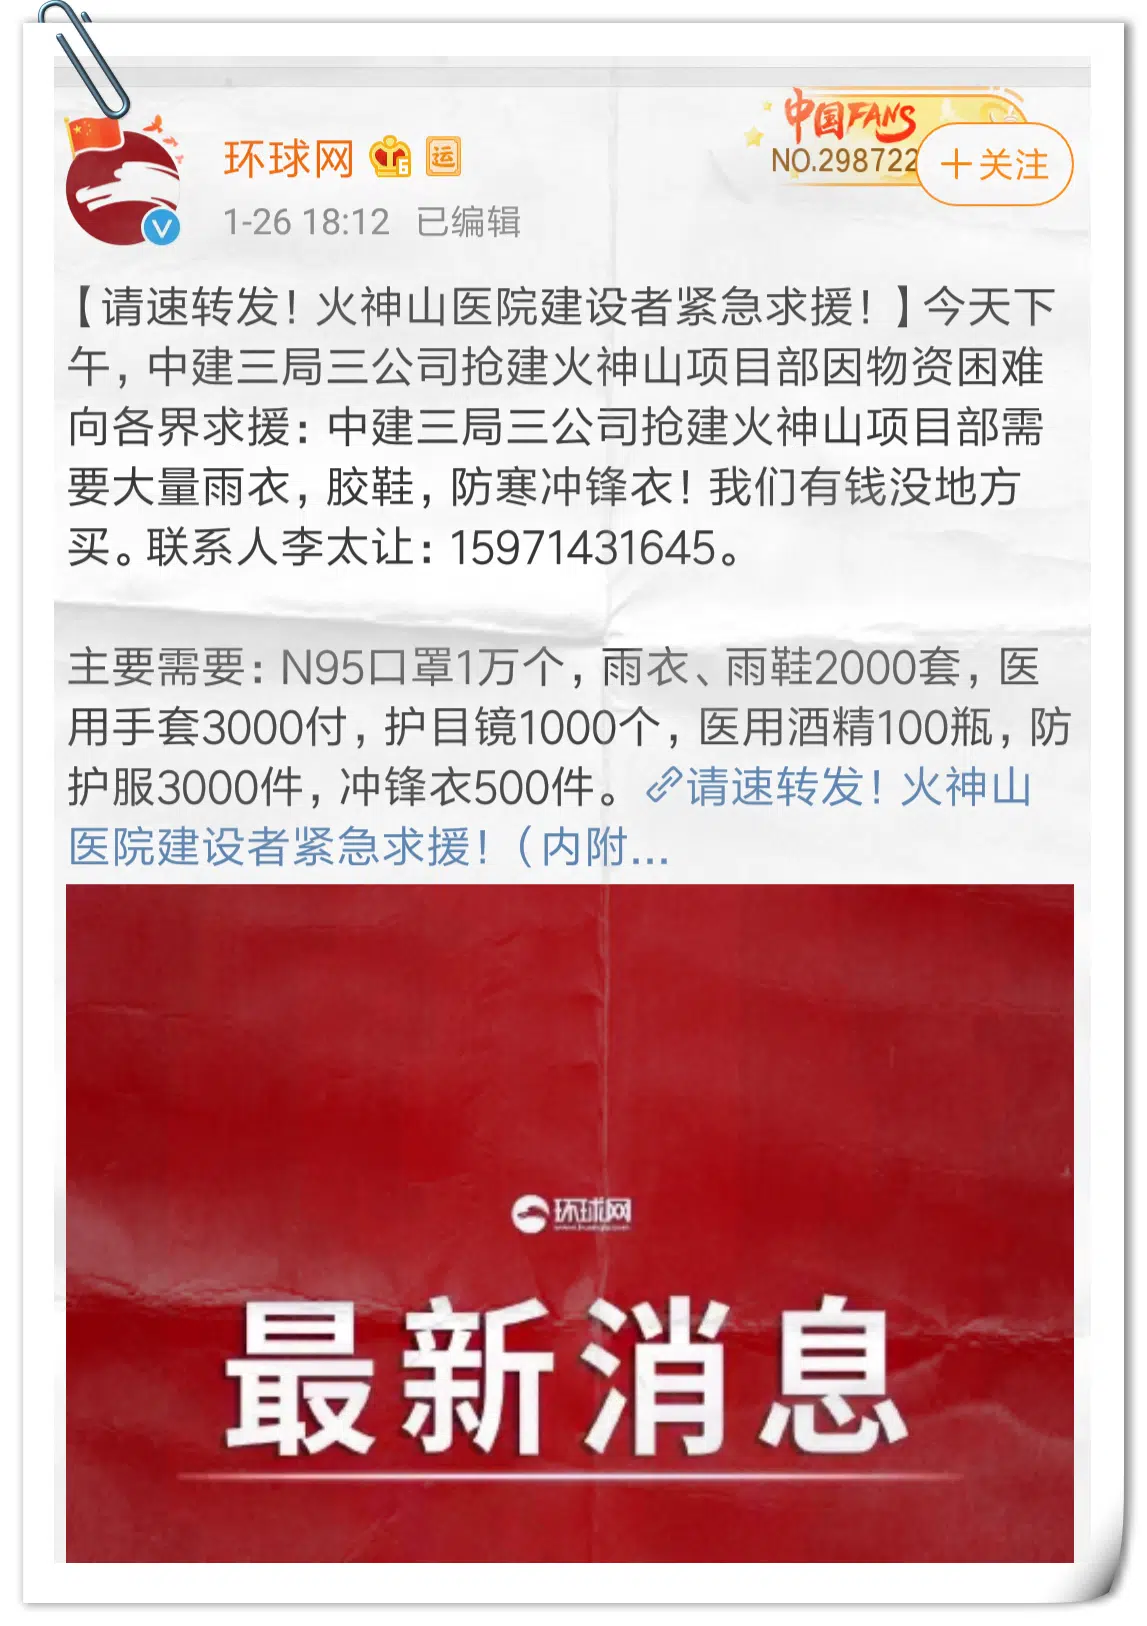 中国FANS
环球网
运
NO.298722
十关注
1-26 18:12 已编辑
【请速转发！火神山医院建设者紧急求援！】今天下
午，中建三局三公司抢建火神山项目部因物资困难
向各界求援：中建三局三公司抢建火神山项目部需
要大量雨衣，胶鞋，防寒冲锋衣！我们有钱没地方
买。联系人李太让：15971431645。
主要需要：N95口罩1万个，雨衣、雨鞋2000套，医
用手套3000付，护目镜1000个，医用酒精100瓶，防
护服3000件，冲锋衣500件。请速转发！火神山
医院建设者紧急求援！（内附...
环球网
最新消息